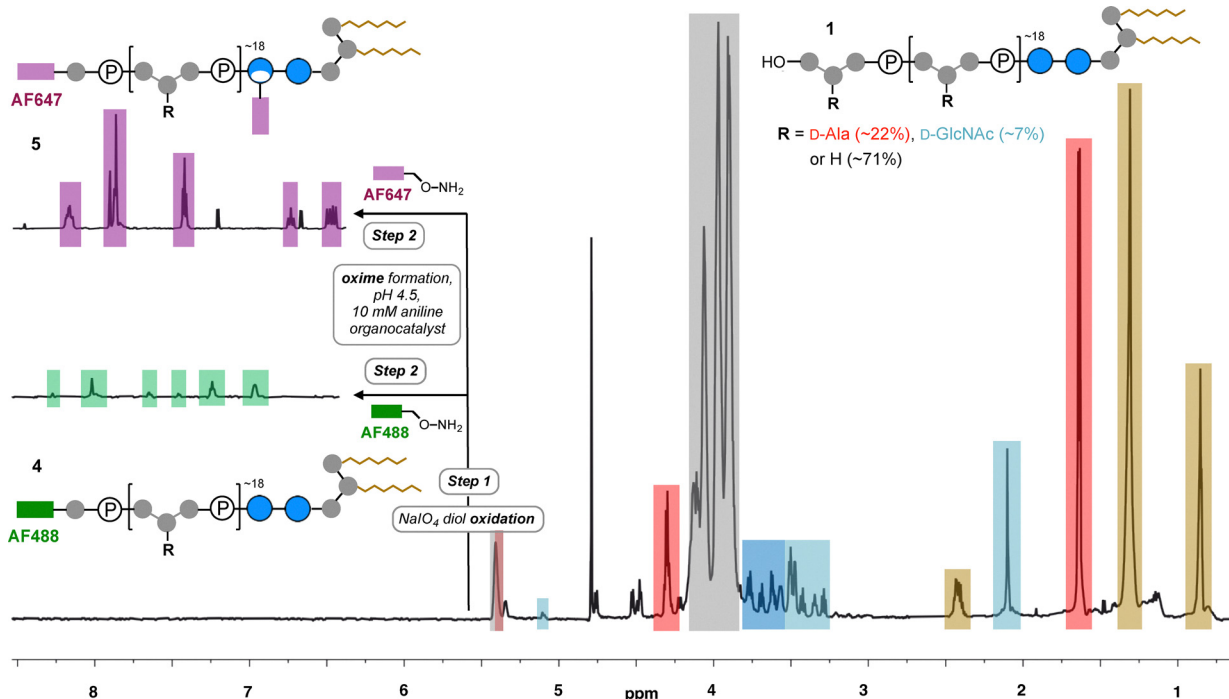 ~18
P
P
R
AF647
5
AF647
O–NH₂
Step 2
oxime formation,
pH 4.5,
10 mM aniline
organocatalyst
Step 2
AF488
O–NH₂
4
~18
P
P
R
AF488
Step 1
NaIO₄ diol oxidation
1
~18
HO
P
P
R
R
R = D-Ala (~22%), D-GlcNAc (~7%)
or H (~71%)
8 7 6 5 ppm 4 3 2 1